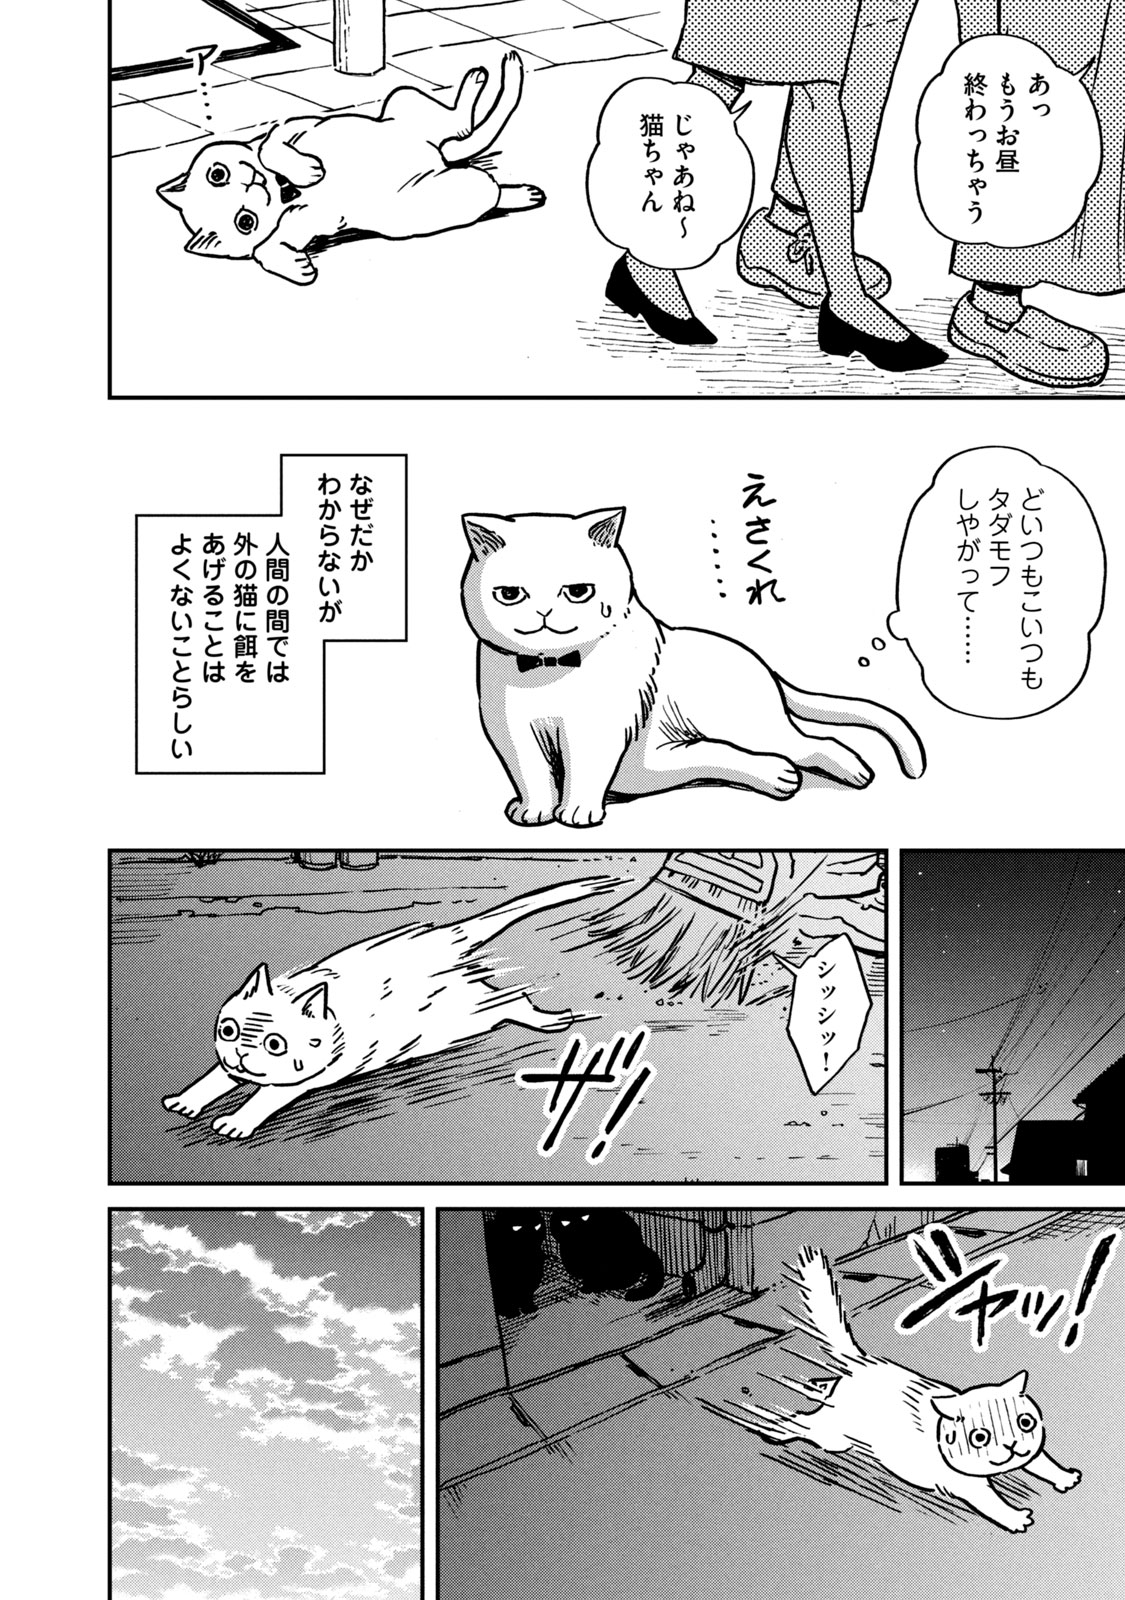 あっ
もうお昼
終わっちゃう
じゃあね〜
猫ちゃん
ア…
どいつもこいつも
タダモフ
しやがって……
えさくれ
……
なぜだか
わからないが
人間の間では
外の猫に餌を
あげることは
よくないことらしい
シッシッ!
ザッ!
シャッ!